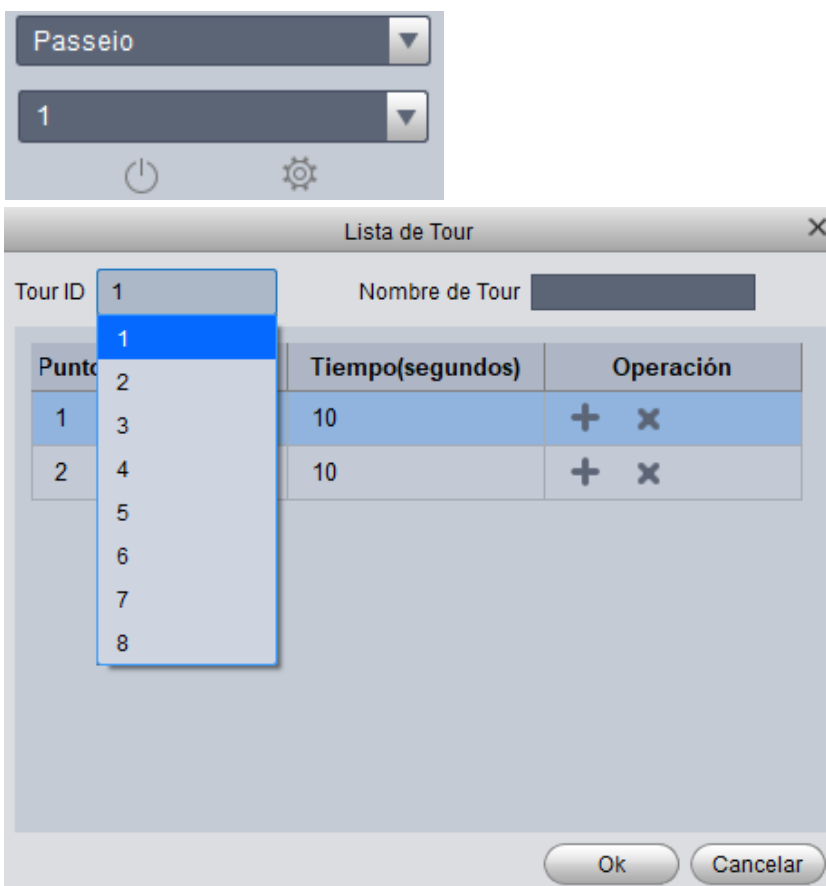 Passeio
1
Lista de Tour
Tour ID 1 Nombre de Tour
Punto Tiempo(segundos) Operación
1 10
2 10
1
2
3
4
5
6
7
8
Ok Cancelar